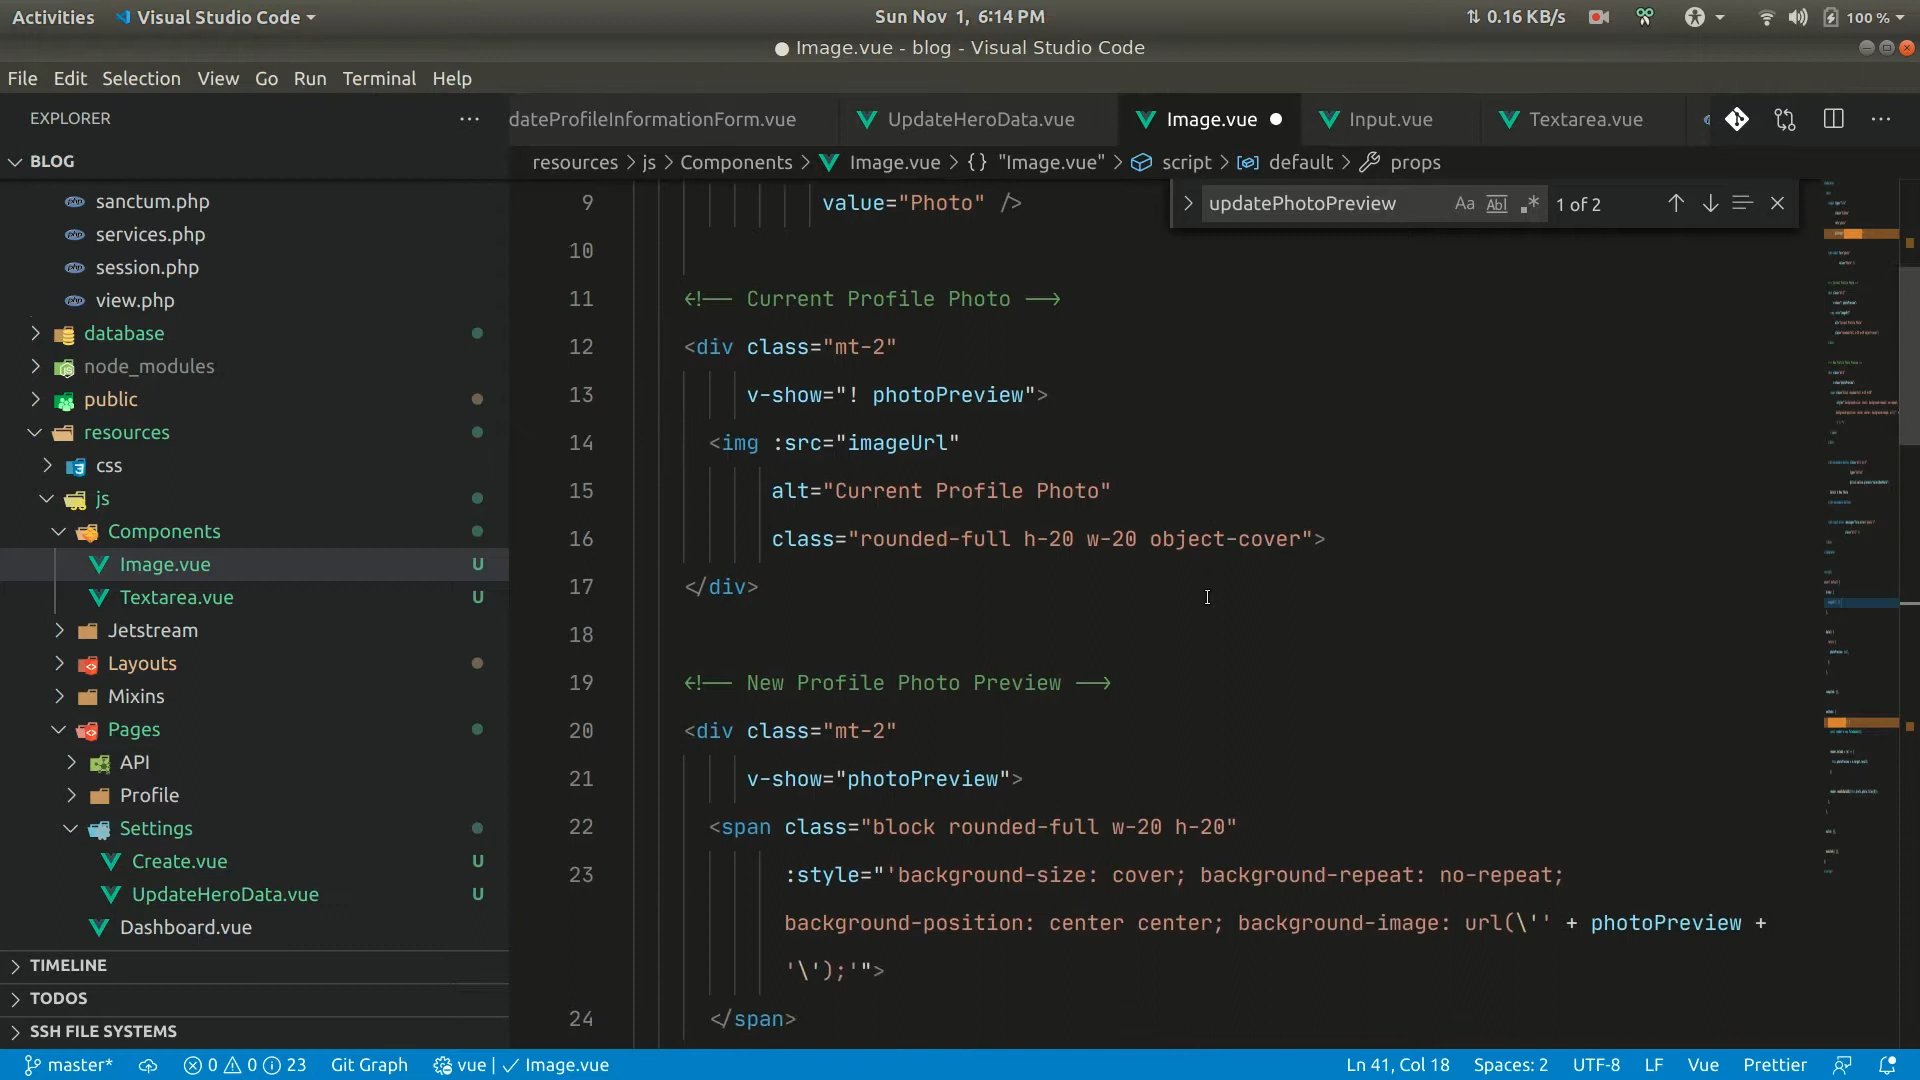 Activities Visual Studio Code Sun Nov 1, 6:14 PM 0.16 KB/s 100 %
● Image.vue - blog - Visual Studio Code
File Edit Selection View Go Run Terminal Help
EXPLORER ...
dateProfileInformationForm.vue UpdateHeroData.vue Image.vue ● Input.vue Textarea.vue
BLOG
resources > js > Components > Image.vue > {} "Image.vue" > script > default > props
updatePhotoPreview Aa Abl .* 1 of 2
sanctum.php
services.php
session.php
view.php
database
node_modules
public
resources
css
js
Components
Image.vue U
Textarea.vue U
Jetstream
Layouts
Mixins
Pages
API
Profile
Settings
Create.vue U
UpdateHeroData.vue U
Dashboard.vue
TIMELINE
TODOS
SSH FILE SYSTEMS
9 value="Photo" />
10
11 <!-- Current Profile Photo -->
12 <div class="mt-2"
13 v-show="! photoPreview">
14 <img :src="imageUrl"
15 alt="Current Profile Photo"
16 class="rounded-full h-20 w-20 object-cover">
17 </div>
18
19 <!-- New Profile Photo Preview -->
20 <div class="mt-2"
21 v-show="photoPreview">
22 <span class="block rounded-full w-20 h-20"
23 :style="'background-size: cover; background-repeat: no-repeat;
background-position: center center; background-image: url(\'' + photoPreview +
'\');'">
24 </span>
master* 0 0 23 Git Graph vue | ✓ Image.vue Ln 41, Col 18 Spaces: 2 UTF-8 LF Vue Prettier